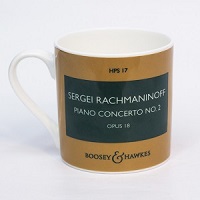 HPS 17
SERGEI RACHMANINOFF
PIANO CONCERTO NO. 2
OPUS 18
BOOSEY & HAWKES